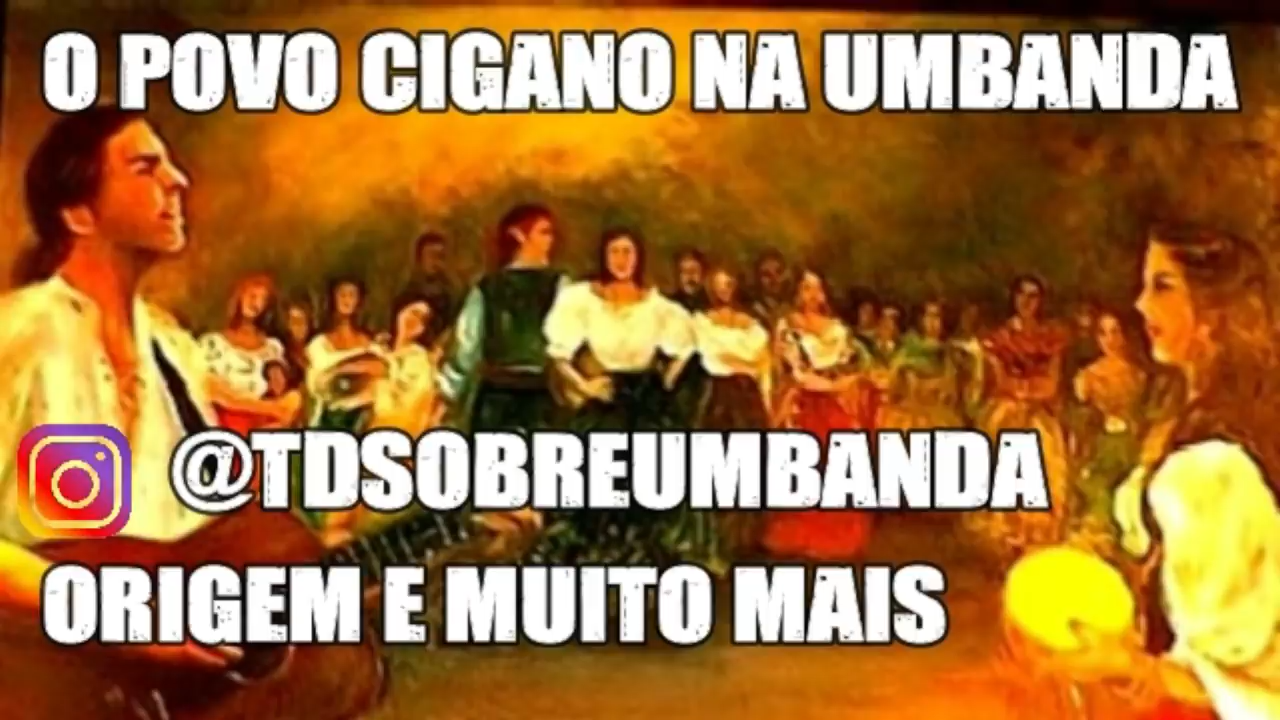 O POVO CIGANO NA UMBANDA
@TDSOBREUMBANDA
ORIGEM E MUITO MAIS